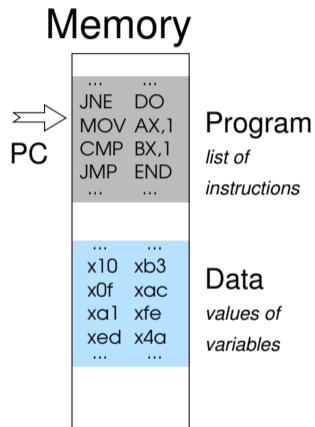 Memory
... ...
JNE DO
MOV AX,1
CMP BX,1
JMP END
... ...
PC
Program
list of
instructions
... ...
x10 xb3
x0f xac
xa1 xfe
xed x4a
... ...
Data
values of
variables